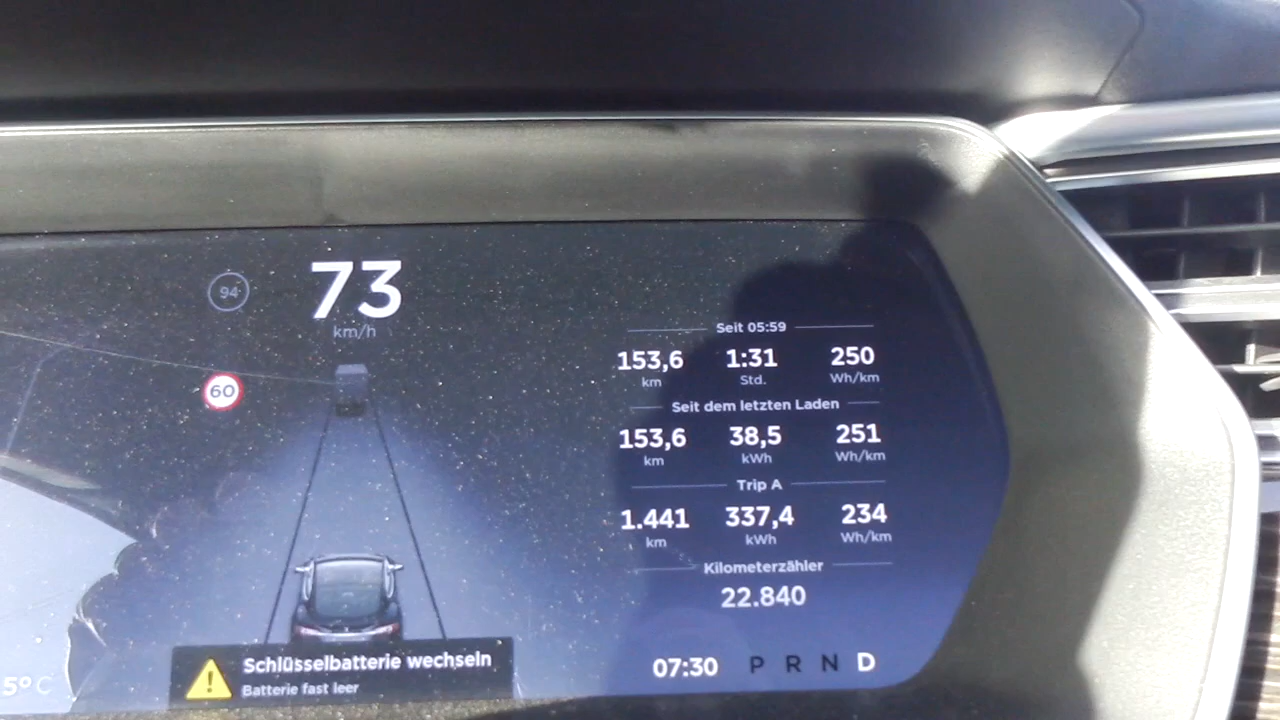 94
73
km/h
60
Seit 05:59
153,6 1:31 250
km Std. Wh/km
Seit dem letzten Laden
153,6 38,5 251
km kWh Wh/km
Trip A
1.441 337,4 234
km kWh Wh/km
Kilometerzähler
22.840
Schlüsselbatterie wechseln
Batterie fast leer
5°C
07:30 P R N D